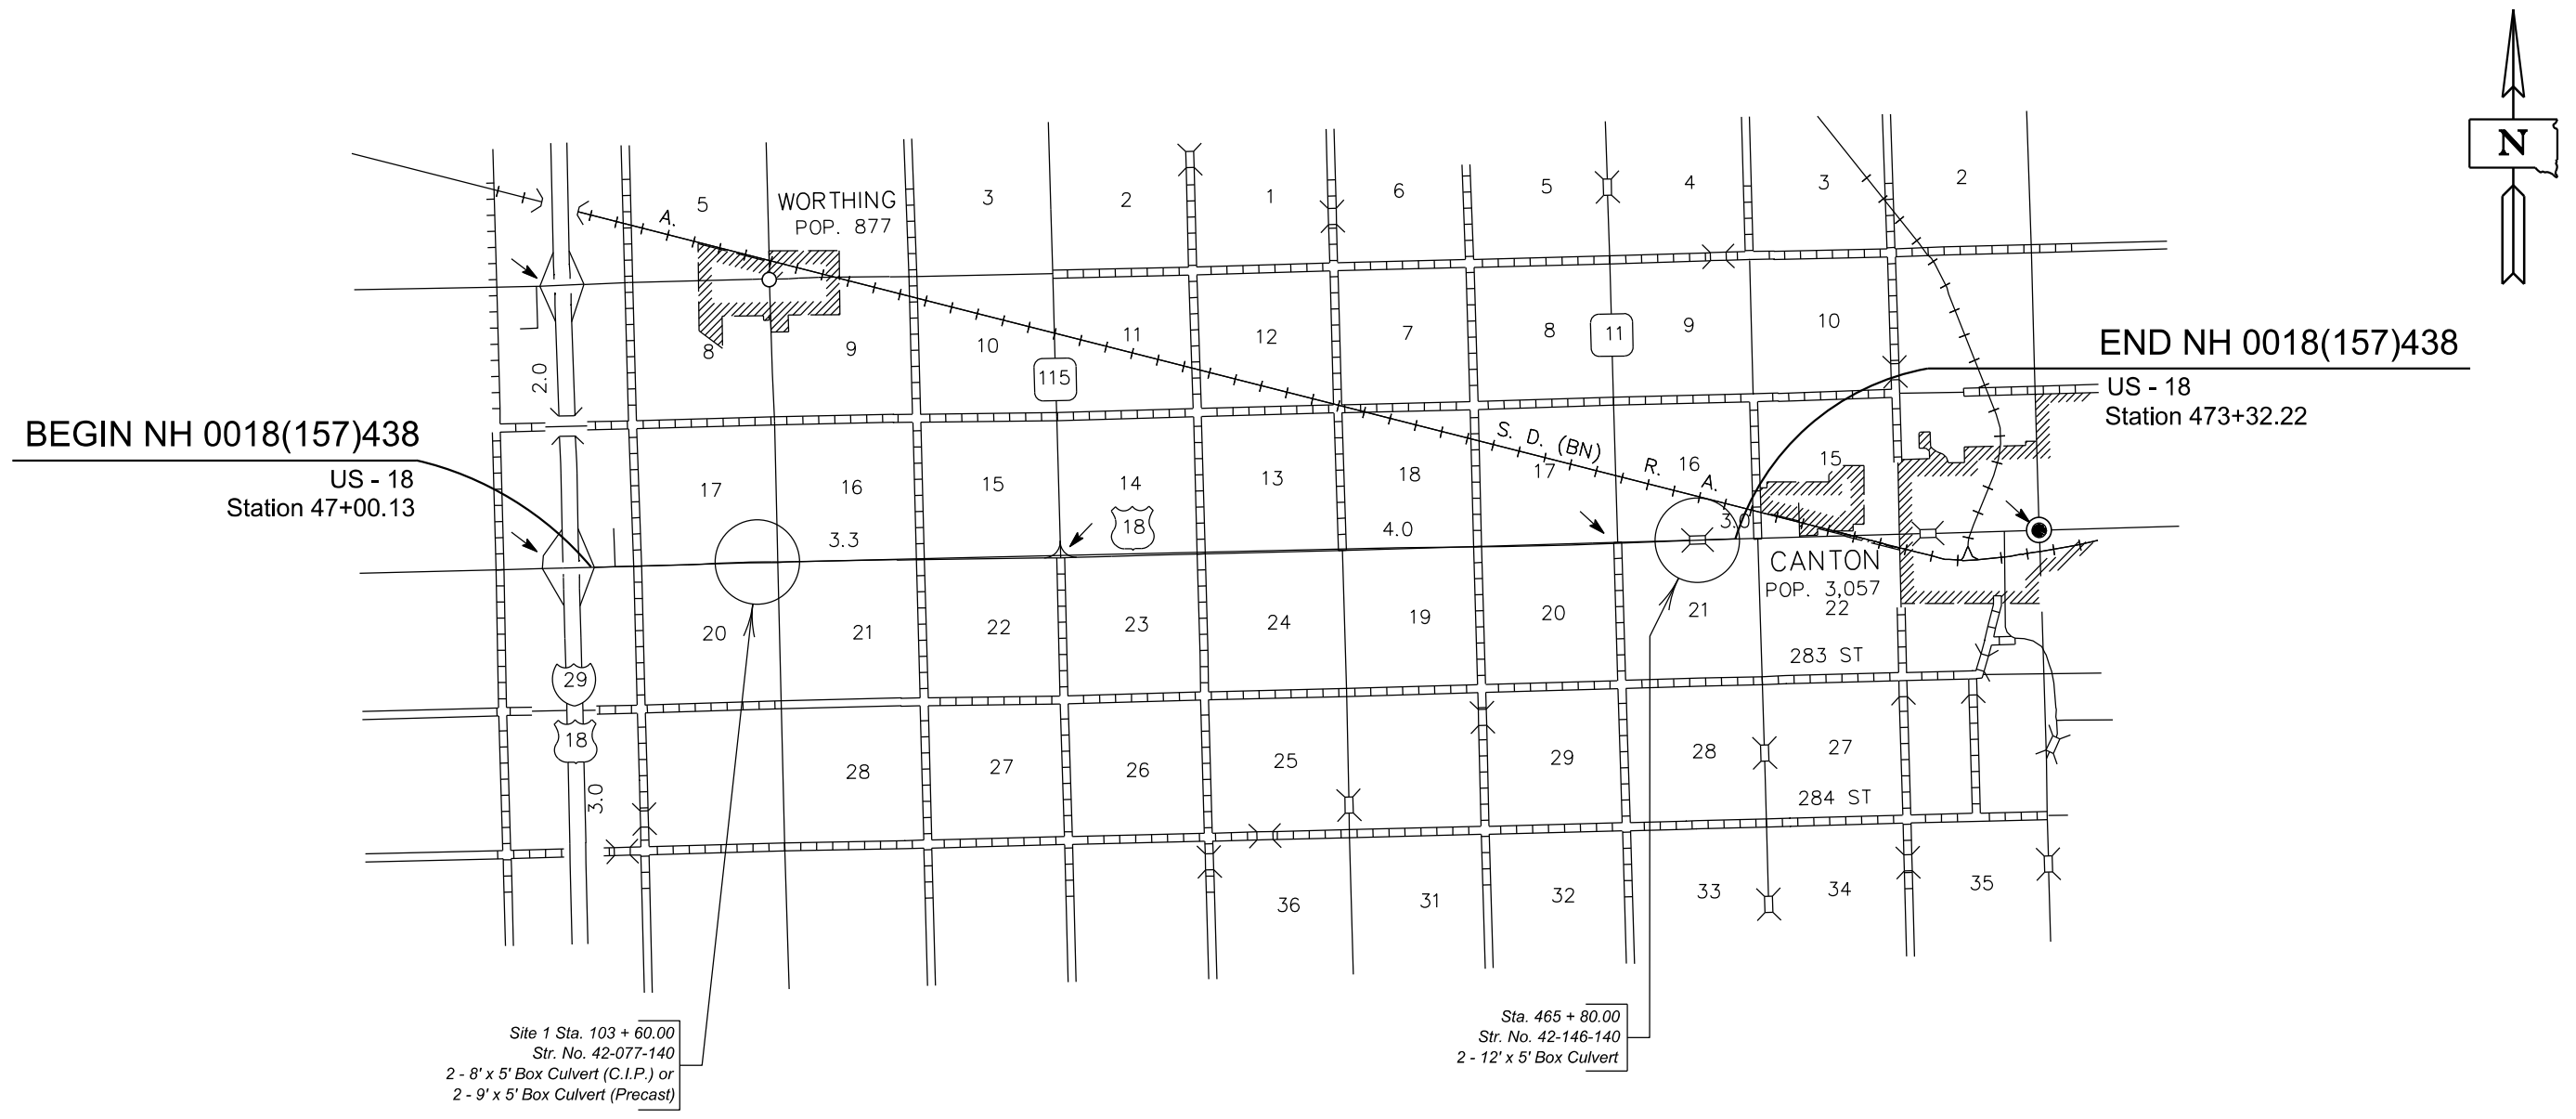 N
5
WORTHING
POP. 877
3
2
1
6
5
4
3
2
A.
8
9
10
11
12
7
8
11
9
10
2.0
115
END NH 0018(157)438
US - 18
Station 473+32.22
BEGIN NH 0018(157)438
US - 18
Station 47+00.13
17
16
15
14
13
18
S. D. (BN) R. A.
17
16
15
3.3
18
4.0
3.0
CANTON
POP. 3,057
20
21
22
23
24
19
20
21
22
283 ST
29
18
28
27
26
25
29
28
27
284 ST
3.0
36
31
32
33
34
35
Site 1 Sta. 103 + 60.00
Str. No. 42-077-140
2 - 8' x 5' Box Culvert (C.I.P.) or
2 - 9' x 5' Box Culvert (Precast)
Sta. 465 + 80.00
Str. No. 42-146-140
2 - 12' x 5' Box Culvert